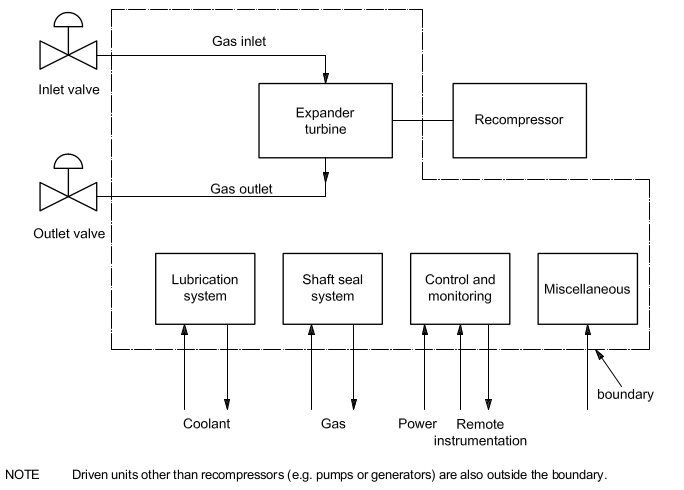 Gas inlet
Inlet valve
Expander
turbine
Recompressor
Gas outlet
Outlet valve
Lubrication
system
Shaft seal
system
Control and
monitoring
Miscellaneous
boundary
Coolant
Gas
Power
Remote
instrumentation
NOTE Driven units other than recompressors (e.g. pumps or generators) are also outside the boundary.